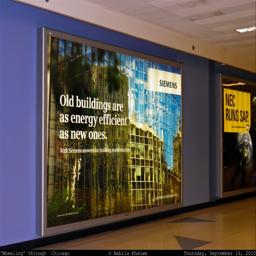 SIEMENS
Old buildings are
as energy efficient
as new ones.
NEC
RUNS SAP.
"Wheeling" through Chicago
© Nabila Khanam
Thursday, September 16, 2010